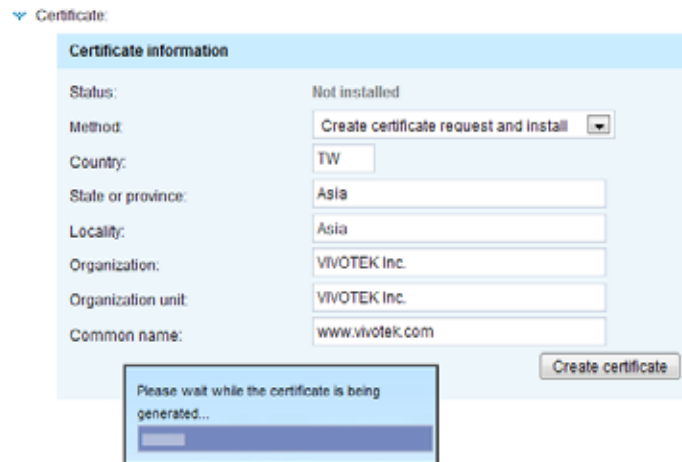 Certificate:
Certificate information
Status: Not installed
Method: Create certificate request and install
Country: TW
State or province: Asia
Locality: Asia
Organization: VIVOTEK Inc.
Organization unit: VIVOTEK Inc.
Common name: www.vivotek.com
Create certificate
Please wait while the certificate is being
generated...